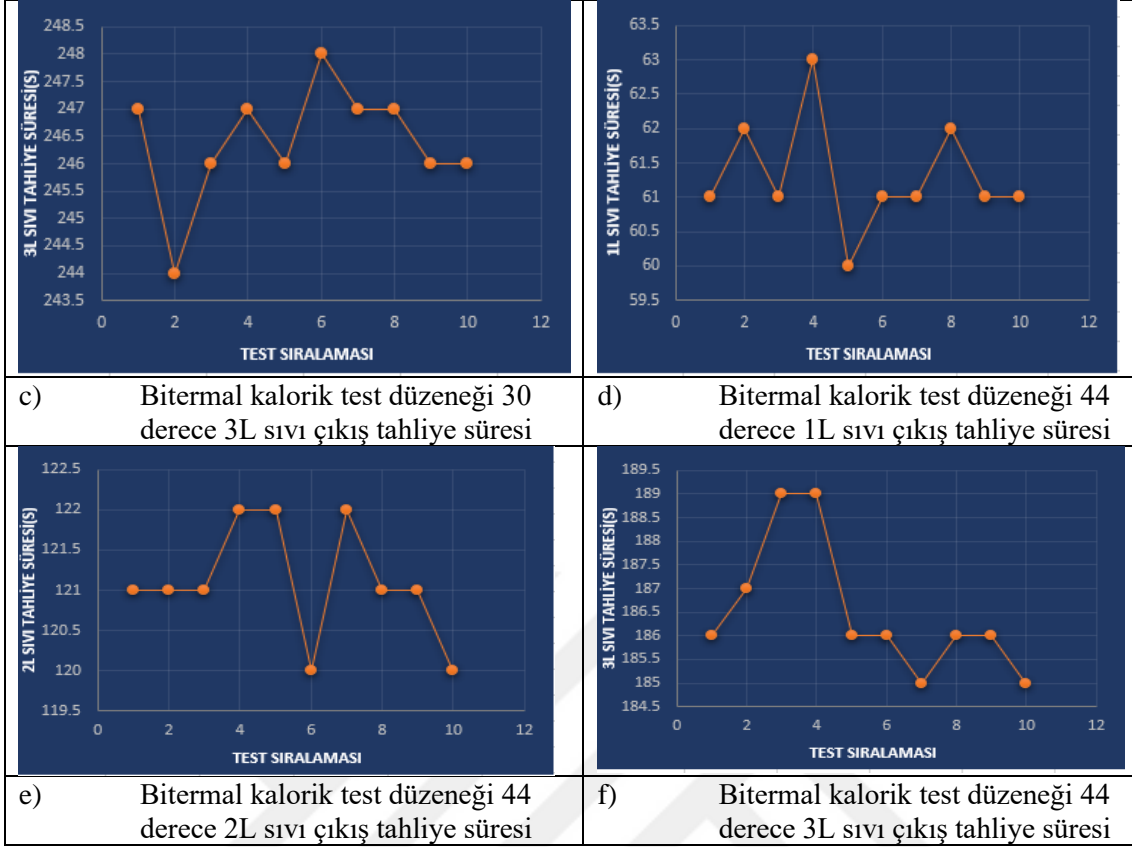 248.5
248
247.5
247
246.5
246
245.5
245
244.5
244
243.5
0 2 4 6 8 10 12
3L SIVI TAHLİYE SÜRESİ(S)
TEST SIRALAMASI
63.5
63
62.5
62
61.5
61
60.5
60
59.5
0 2 4 6 8 10 12
1L SIVI TAHLİYE SÜRESİ(S)
TEST SIRALAMASI
c) Bitermal kalorik test düzeneği 30
derece 3L sıvı çıkış tahliye süresi
d) Bitermal kalorik test düzeneği 44
derece 1L sıvı çıkış tahliye süresi
122.5
122
121.5
121
120.5
120
119.5
0 2 4 6 8 10 12
2L SIVI TAHLİYE SÜRESİ(S)
TEST SIRALAMASI
189.5
189
188.5
188
187.5
187
186.5
186
185.5
185
184.5
0 2 4 6 8 10 12
3L SIVI TAHLİYE SÜRESİ(S)
TEST SIRALAMASI
e) Bitermal kalorik test düzeneği 44
derece 2L sıvı çıkış tahliye süresi
f) Bitermal kalorik test düzeneği 44
derece 3L sıvı çıkış tahliye süresi